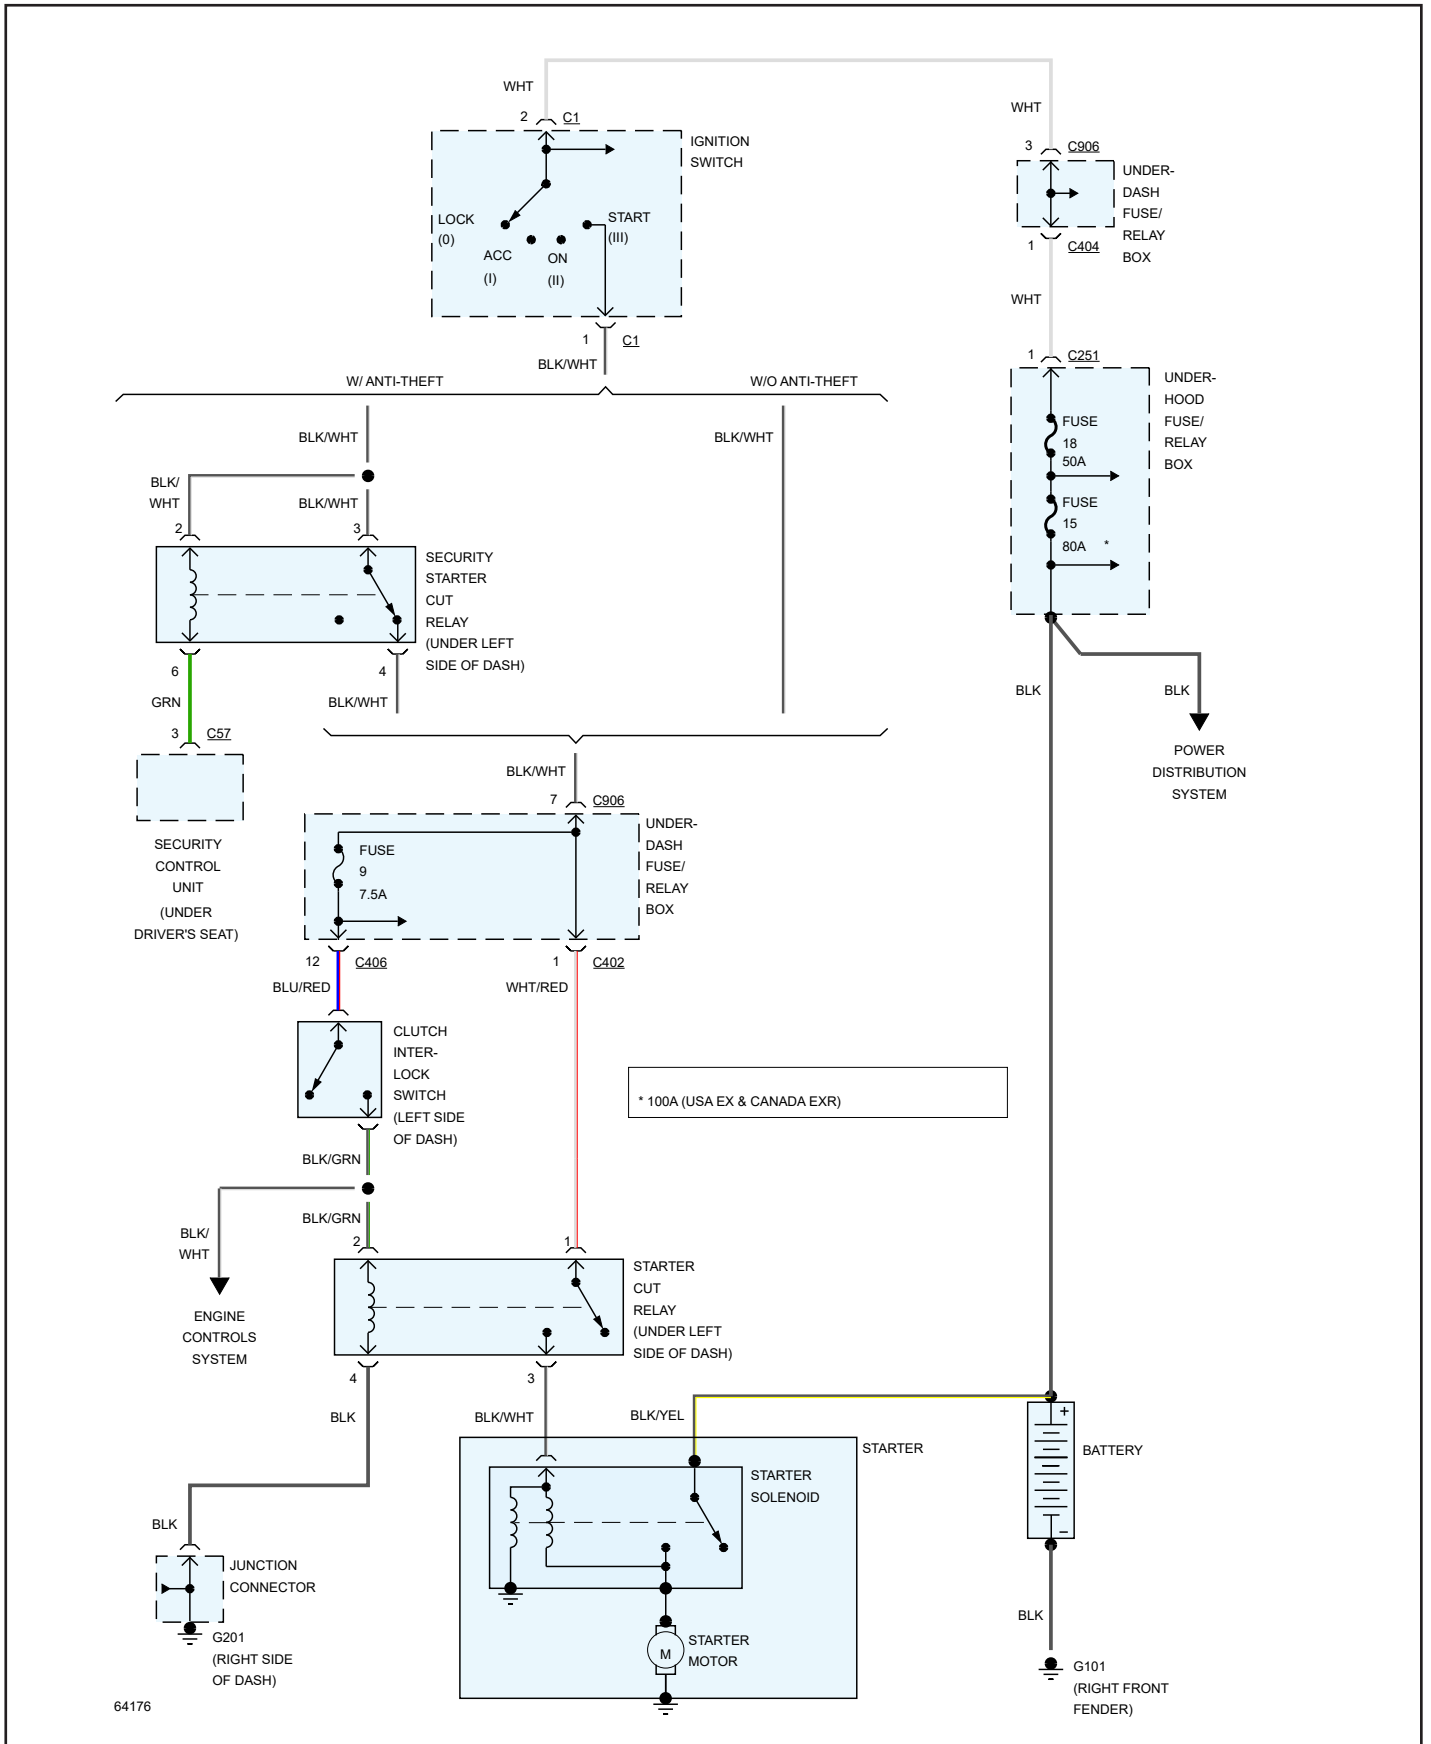 WHT
2 C1
IGNITION
SWITCH
LOCK
(0)
ACC
(I)
ON
(II)
START
(III)
1 C1
BLK/WHT
WHT
3 C906
UNDER-
DASH
FUSE/
RELAY
BOX
1 C404
WHT
1 C251
UNDER-
HOOD
FUSE/
RELAY
BOX
FUSE
18
50A
FUSE
15
80A *
BLK
BLK
POWER
DISTRIBUTION
SYSTEM
W/ ANTI-THEFT
W/O ANTI-THEFT
BLK/WHT
BLK/WHT
BLK/
WHT
BLK/WHT
2
3
SECURITY
STARTER
CUT
RELAY
(UNDER LEFT
SIDE OF DASH)
6
4
GRN
BLK/WHT
3 C57
SECURITY
CONTROL
UNIT
(UNDER
DRIVER'S SEAT)
BLK/WHT
7 C906
UNDER-
DASH
FUSE/
RELAY
BOX
FUSE
9
7.5A
12 C406
1 C402
BLU/RED
WHT/RED
CLUTCH
INTER-
LOCK
SWITCH
(LEFT SIDE
OF DASH)
* 100A (USA EX & CANADA EXR)
BLK/GRN
BLK/GRN
BLK/
WHT
ENGINE
CONTROLS
SYSTEM
2
1
STARTER
CUT
RELAY
(UNDER LEFT
SIDE OF DASH)
4
3
BLK
BLK/WHT
BLK/YEL
STARTER
STARTER
SOLENOID
+
BATTERY
–
BLK
JUNCTION
CONNECTOR
G201
(RIGHT SIDE
OF DASH)
M
STARTER
MOTOR
BLK
G101
(RIGHT FRONT
FENDER)
64176